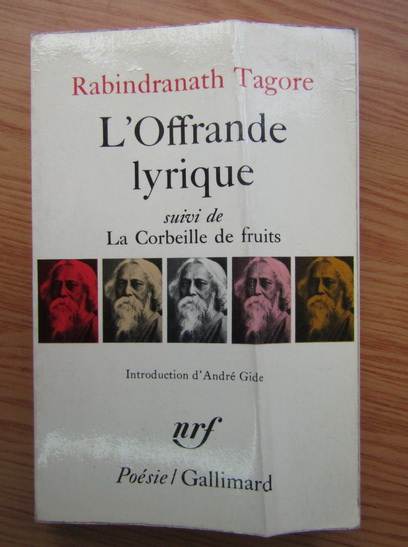 Rabindranath Tagore
L'Offrande
lyrique
suivi de
La Corbeille de fruits
Introduction d'André Gide
nrf
Poésie / Gallimard